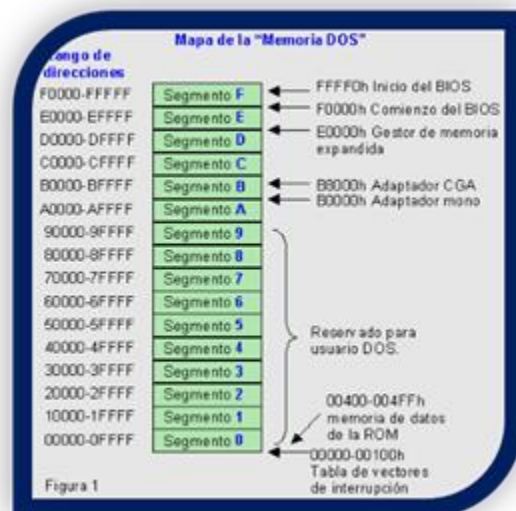 Mapa de la "Memoria DOS"
Rango de
direcciones
F0000-FFFFF Segmento F FFFF0h Inicio del BIOS
E0000-EFFFF Segmento E F0000h Comienzo del BIOS
D0000-DFFFF Segmento D E0000h Gestor de memoria
expandida
C0000-CFFFF Segmento C
B0000-BFFFF Segmento B B8000h Adaptador CGA
A0000-AFFFF Segmento A B0000h Adaptador mono
90000-9FFFF Segmento 9
80000-8FFFF Segmento 8
70000-7FFFF Segmento 7
60000-6FFFF Segmento 6
50000-5FFFF Segmento 5 Reservado para
40000-4FFFF Segmento 4 usuario DOS.
30000-3FFFF Segmento 3
20000-2FFFF Segmento 2 00400-004FFh
10000-1FFFF Segmento 1 memoria de datos
00000-0FFFF Segmento 0 de la ROM
00000-00100h
Tabla de vectores
Figura 1 de interrupción